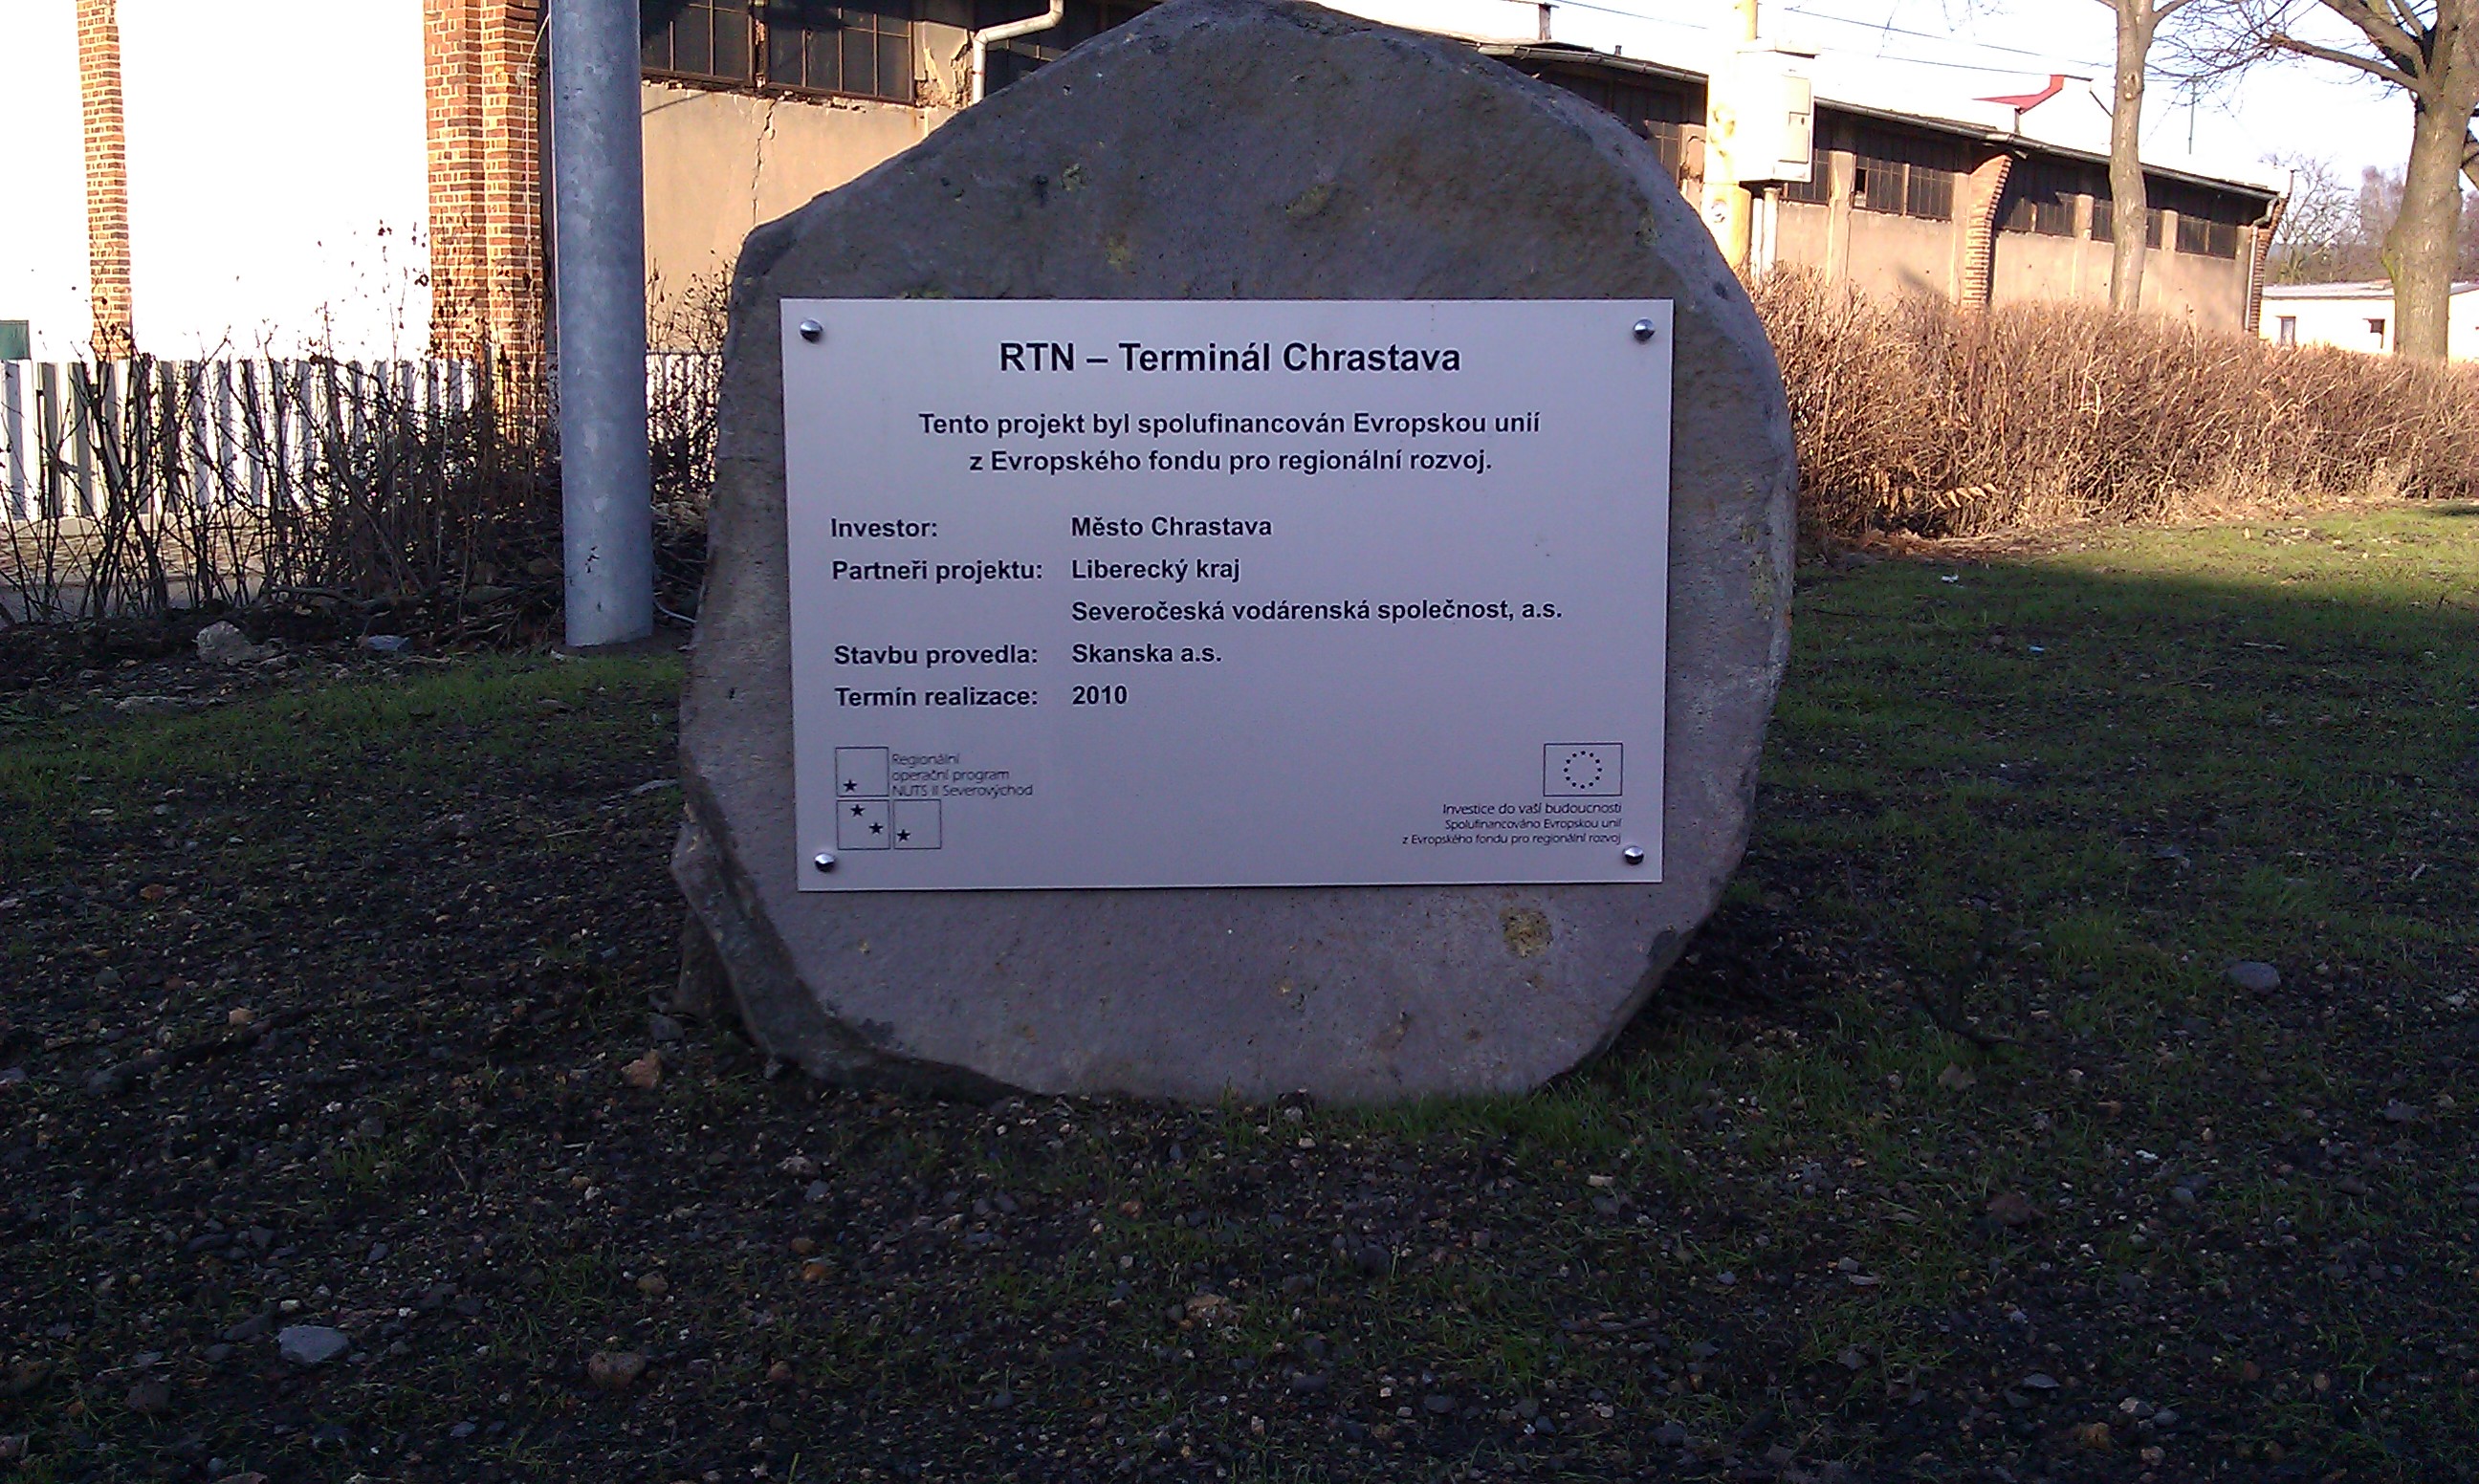 RTN – Terminál Chrastava
Tento projekt byl spolufinancován Evropskou unií
z Evropského fondu pro regionální rozvoj.
Investor: Město Chrastava
Partneři projektu: Liberecký kraj
Severočeská vodárenská společnost, a.s.
Stavbu provedla: Skanska a.s.
Termín realizace: 2010
Regionální
operační program
NUTS II Severovýchod
Investice do vaší budoucnosti
Spolufinancováno Evropskou unií
z Evropského fondu pro regionální rozvoj